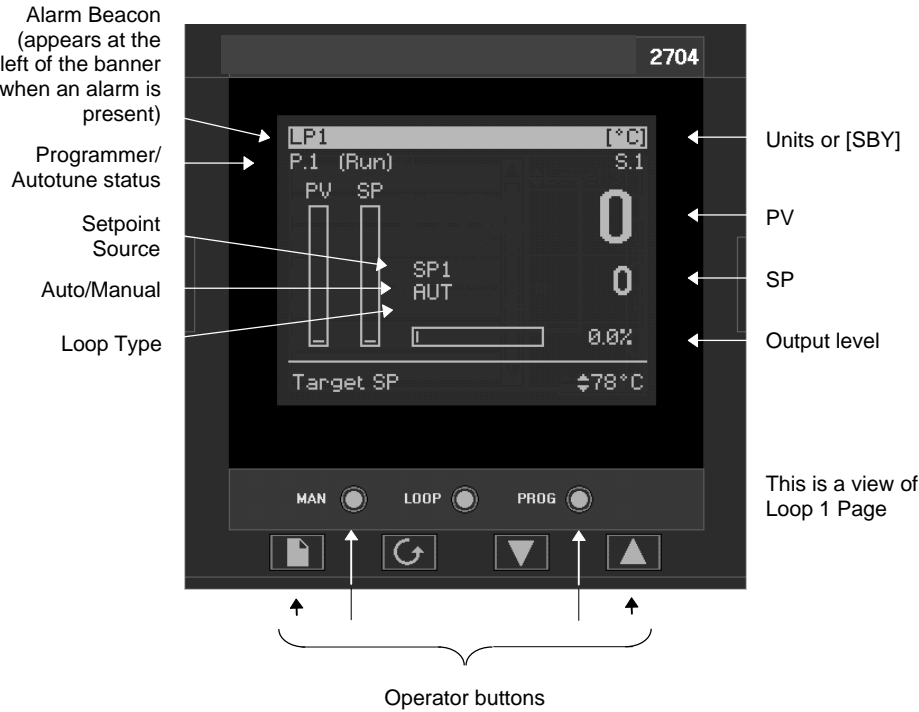 Alarm Beacon
(appears at the
left of the banner
when an alarm is
present)
Programmer/
Autotune status
Setpoint
Source
Auto/Manual
Loop Type
2704
LP1 [°C]
P.1 (Run) S.1
PV SP
0
SP1
AUT
0
0.0%
Target SP 78°C
Units or [SBY]
PV
SP
Output level
MAN LOOP PROG
This is a view of
Loop 1 Page
Operator buttons